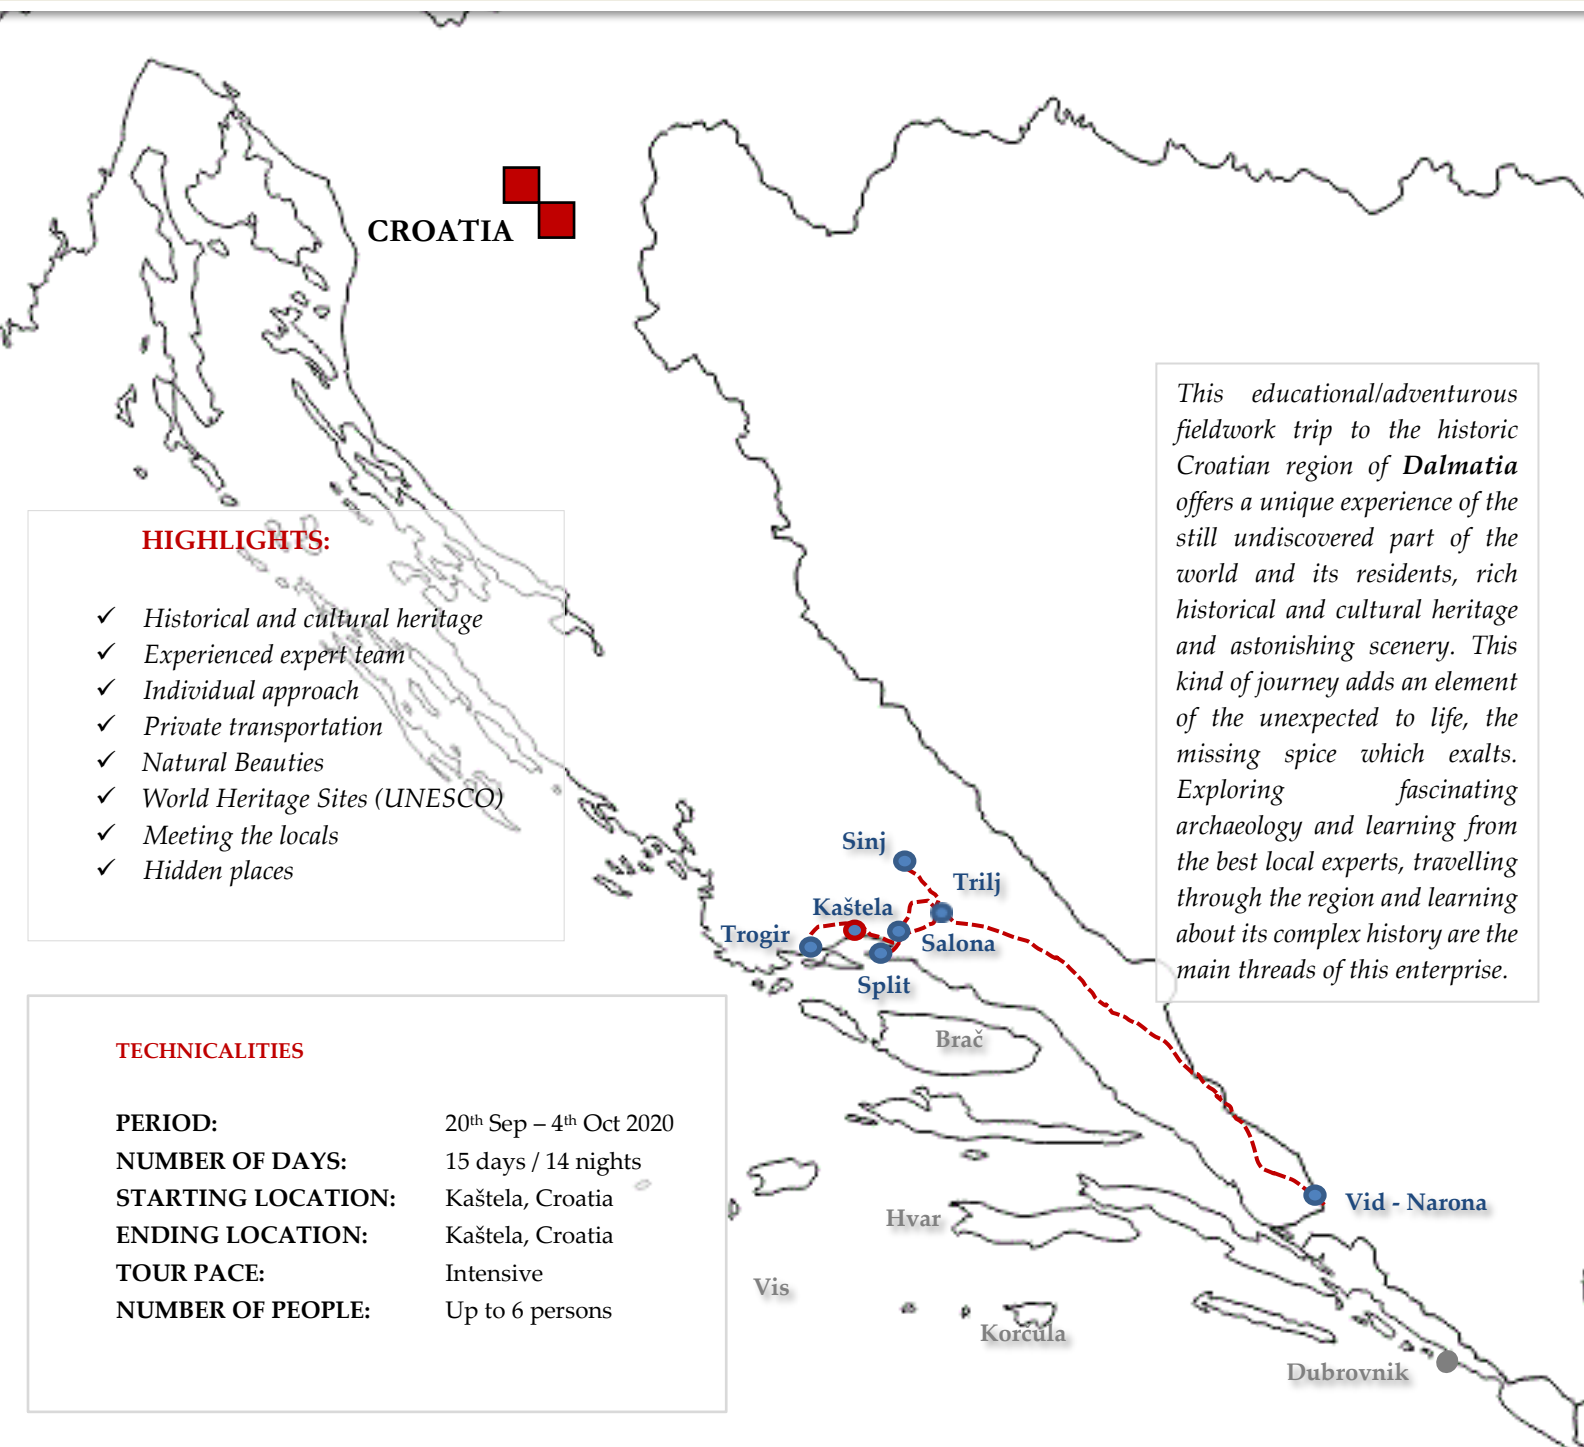 CROATIA
This educational/adventurous
fieldwork trip to the historic
Croatian region of Dalmatia
offers a unique experience of the
still undiscovered part of the
world and its residents, rich
historical and cultural heritage
and astonishing scenery. This
kind of journey adds an element
of the unexpected to life, the
missing spice which exalts.
Exploring fascinating
archaeology and learning from
the best local experts, travelling
through the region and learning
about its complex history are the
main threads of this enterprise.
HIGHLIGHTS:
✓ Historical and cultural heritage
✓ Experienced expert team
✓ Individual approach
✓ Private transportation
✓ Natural Beauties
✓ World Heritage Sites (UNESCO)
✓ Meeting the locals
✓ Hidden places
Sinj
Trilj
Kaštela
Trogir
Salona
Split
Brač
Hvar
Vis
Korčula
Vid - Narona
Dubrovnik
TECHNICALITIES
PERIOD: 20th Sep – 4th Oct 2020
NUMBER OF DAYS: 15 days / 14 nights
STARTING LOCATION: Kaštela, Croatia
ENDING LOCATION: Kaštela, Croatia
TOUR PACE: Intensive
NUMBER OF PEOPLE: Up to 6 persons